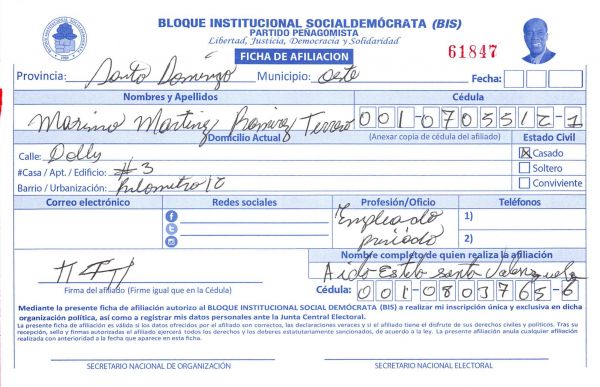 BLOQUE INSTITUCIONAL SOCIALDEMÓCRATA (BIS)
PARTIDO PEÑAGOMISTA
Libertad, Justicia, Democracia y Solidaridad
FICHA DE AFILIACION
61847
Provincia: Santo Domingo Municipio: Oeste Fecha:
Nombres y Apellidos Cédula
Marino Martinez Ramirez Terrero 001-0705512-1
Domicilio Actual (Anexar copia de cédula del afiliado) Estado Civil
Calle: Odlly
X Casado
#Casa / Apt. / Edificio: #3
Soltero
Barrio / Urbanización: kilometro 12
Conviviente
Correo electrónico Redes sociales Profesión/Oficio Teléfonos
Empleado privado
1)
2)
Nombre completo de quien realiza la afiliación
Firma del afiliado (Firme igual que en la Cédula)
Cédula: 001-0803765-6
Mediante la presente ficha de afiliación autorizo al BLOQUE INSTITUCIONAL SOCIAL DEMÓCRATA (BIS) a realizar mi inscripción única y exclusiva en dicha
organización política, así como a registrar mis datos personales ante la Junta Central Electoral.
La presente ficha de afiliación es válida si los datos ofrecidos por el afiliado son correctos, las declaraciones veraces y si el afiliado tiene el disfrute de sus derechos civiles y políticos. Tras su
recepción, sello y firmas autorizadas el afiliado ejercerá todos los derechos y los deberes estatutariamente sancionados, de acuerdo a la ley. La presente afiliación anula cualquier afiliación
realizada con anterioridad a la fecha que aparece en esta ficha.
SECRETARIO NACIONAL DE ORGANIZACIÓN SECRETARIO NACIONAL ELECTORAL